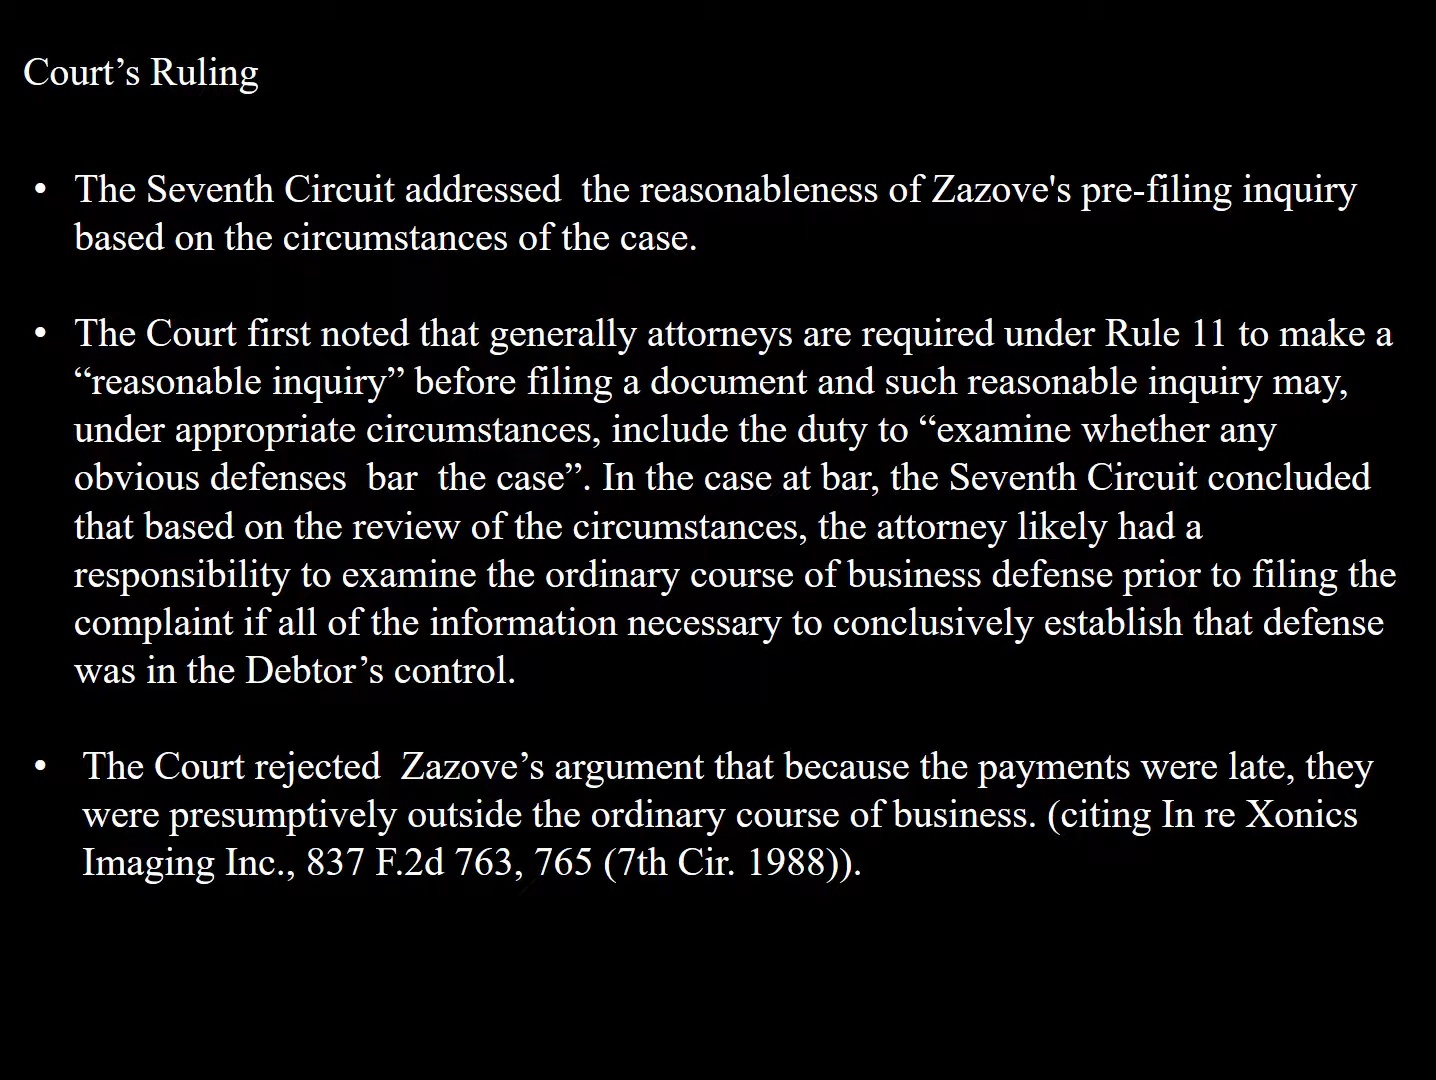 Court’s Ruling
• The Seventh Circuit addressed  the reasonableness of Zazove's pre-filing inquiry
based on the circumstances of the case.
• The Court first noted that generally attorneys are required under Rule 11 to make a
“reasonable inquiry” before filing a document and such reasonable inquiry may,
under appropriate circumstances, include the duty to “examine whether any
obvious defenses  bar  the case”. In the case at bar, the Seventh Circuit concluded
that based on the review of the circumstances, the attorney likely had a
responsibility to examine the ordinary course of business defense prior to filing the
complaint if all of the information necessary to conclusively establish that defense
was in the Debtor’s control.
• The Court rejected  Zazove’s argument that because the payments were late, they
were presumptively outside the ordinary course of business. (citing In re Xonics
Imaging Inc., 837 F.2d 763, 765 (7th Cir. 1988)).